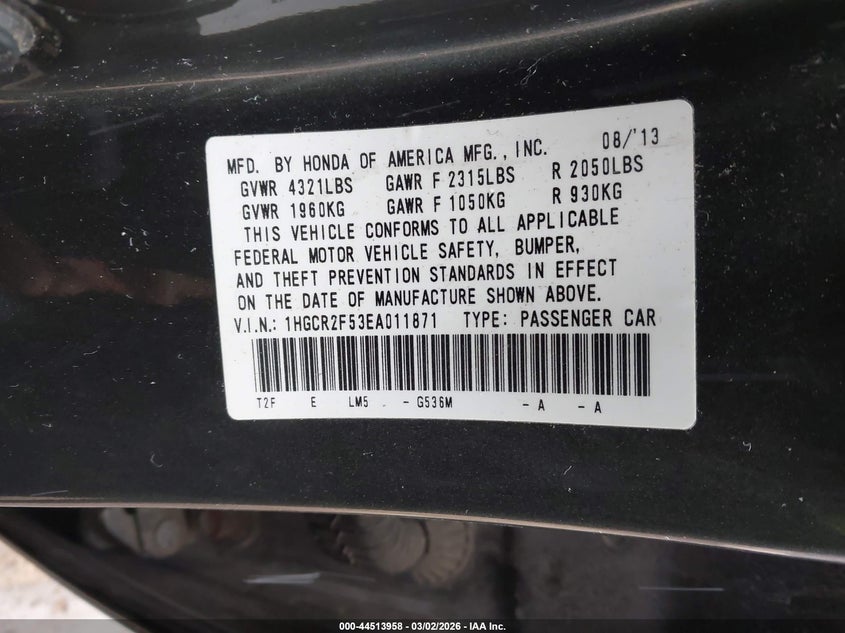 MFD. BY HONDA OF AMERICA MFG., INC. 08/'13
GVWR 4321LBS GAWR F 2315LBS R 2050LBS
GVWR 1960KG GAWR F 1050KG R 930KG
THIS VEHICLE CONFORMS TO ALL APPLICABLE
FEDERAL MOTOR VEHICLE SAFETY, BUMPER,
AND THEFT PREVENTION STANDARDS IN EFFECT
ON THE DATE OF MANUFACTURE SHOWN ABOVE.
V.I.N.: 1HGCR2F53EA011871 TYPE: PASSENGER CAR
T2F E LM5 . - G536M - A - A
000-44513958 - 03/02/2026 - IAA Inc.